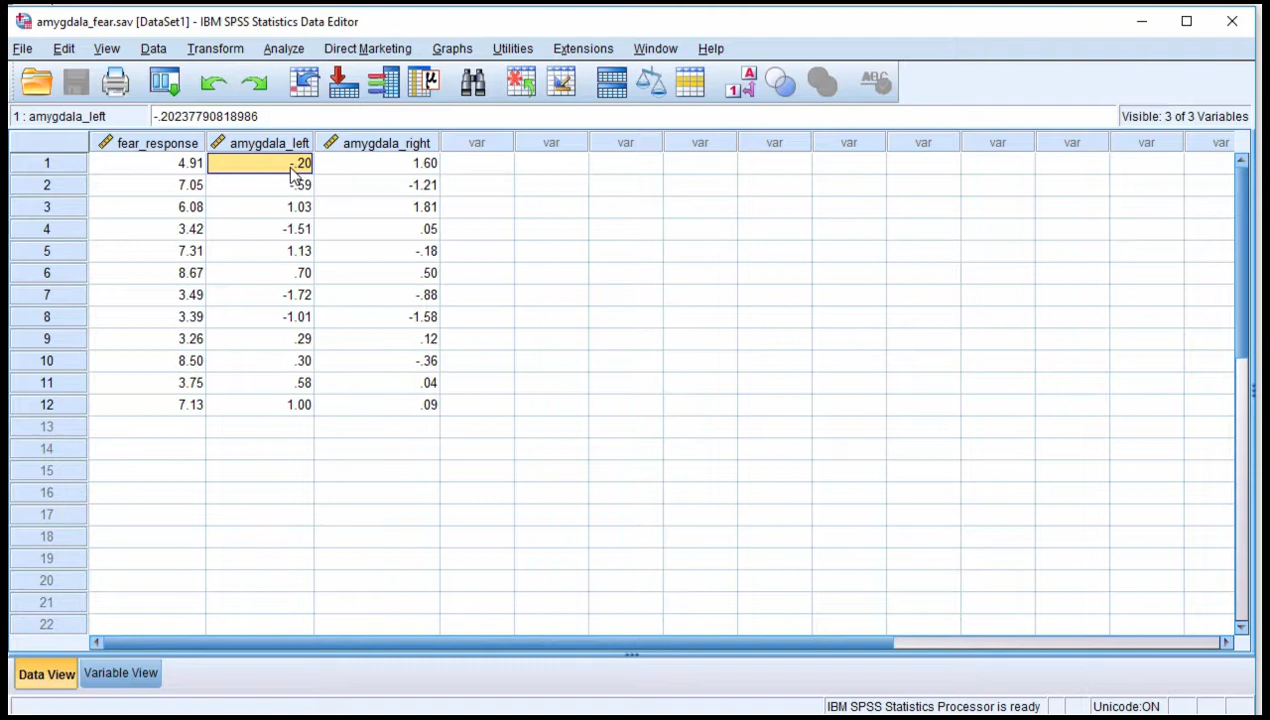 amygdala_fear.sav [DataSet1] - IBM SPSS Statistics Data Editor
File Edit View Data Transform Analyze Direct Marketing Graphs Utilities Extensions Window Help
1 : amygdala_left -.20237790818986 Visible: 3 of 3 Variables
fear_response amygdala_left amygdala_right var var var var var var var var var var var
1 4.91 -.20 1.60
2 7.05 -.59 -1.21
3 6.08 1.03 1.81
4 3.42 -1.51 .05
5 7.31 1.13 -.18
6 8.67 .70 .50
7 3.49 -1.72 -.88
8 3.39 -1.01 -1.58
9 3.26 .29 .12
10 8.50 .30 -.36
11 3.75 .58 .04
12 7.13 1.00 .09
13
14
15
16
17
18
19
20
21
22
Data View Variable View
IBM SPSS Statistics Processor is ready Unicode:ON